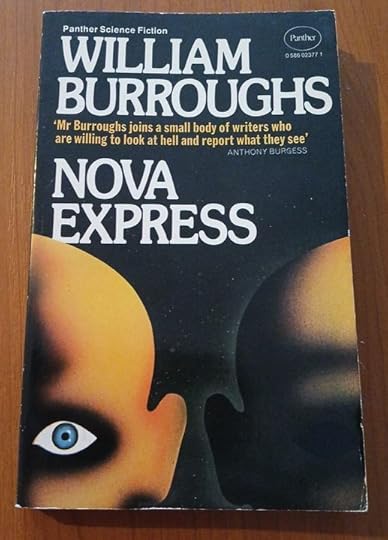 Panther Science Fiction
Panther
0 586 02377 1
WILLIAM
BURROUGHS
'Mr Burroughs joins a small body of writers who
are willing to look at hell and report what they see'
ANTHONY BURGESS
NOVA
EXPRESS